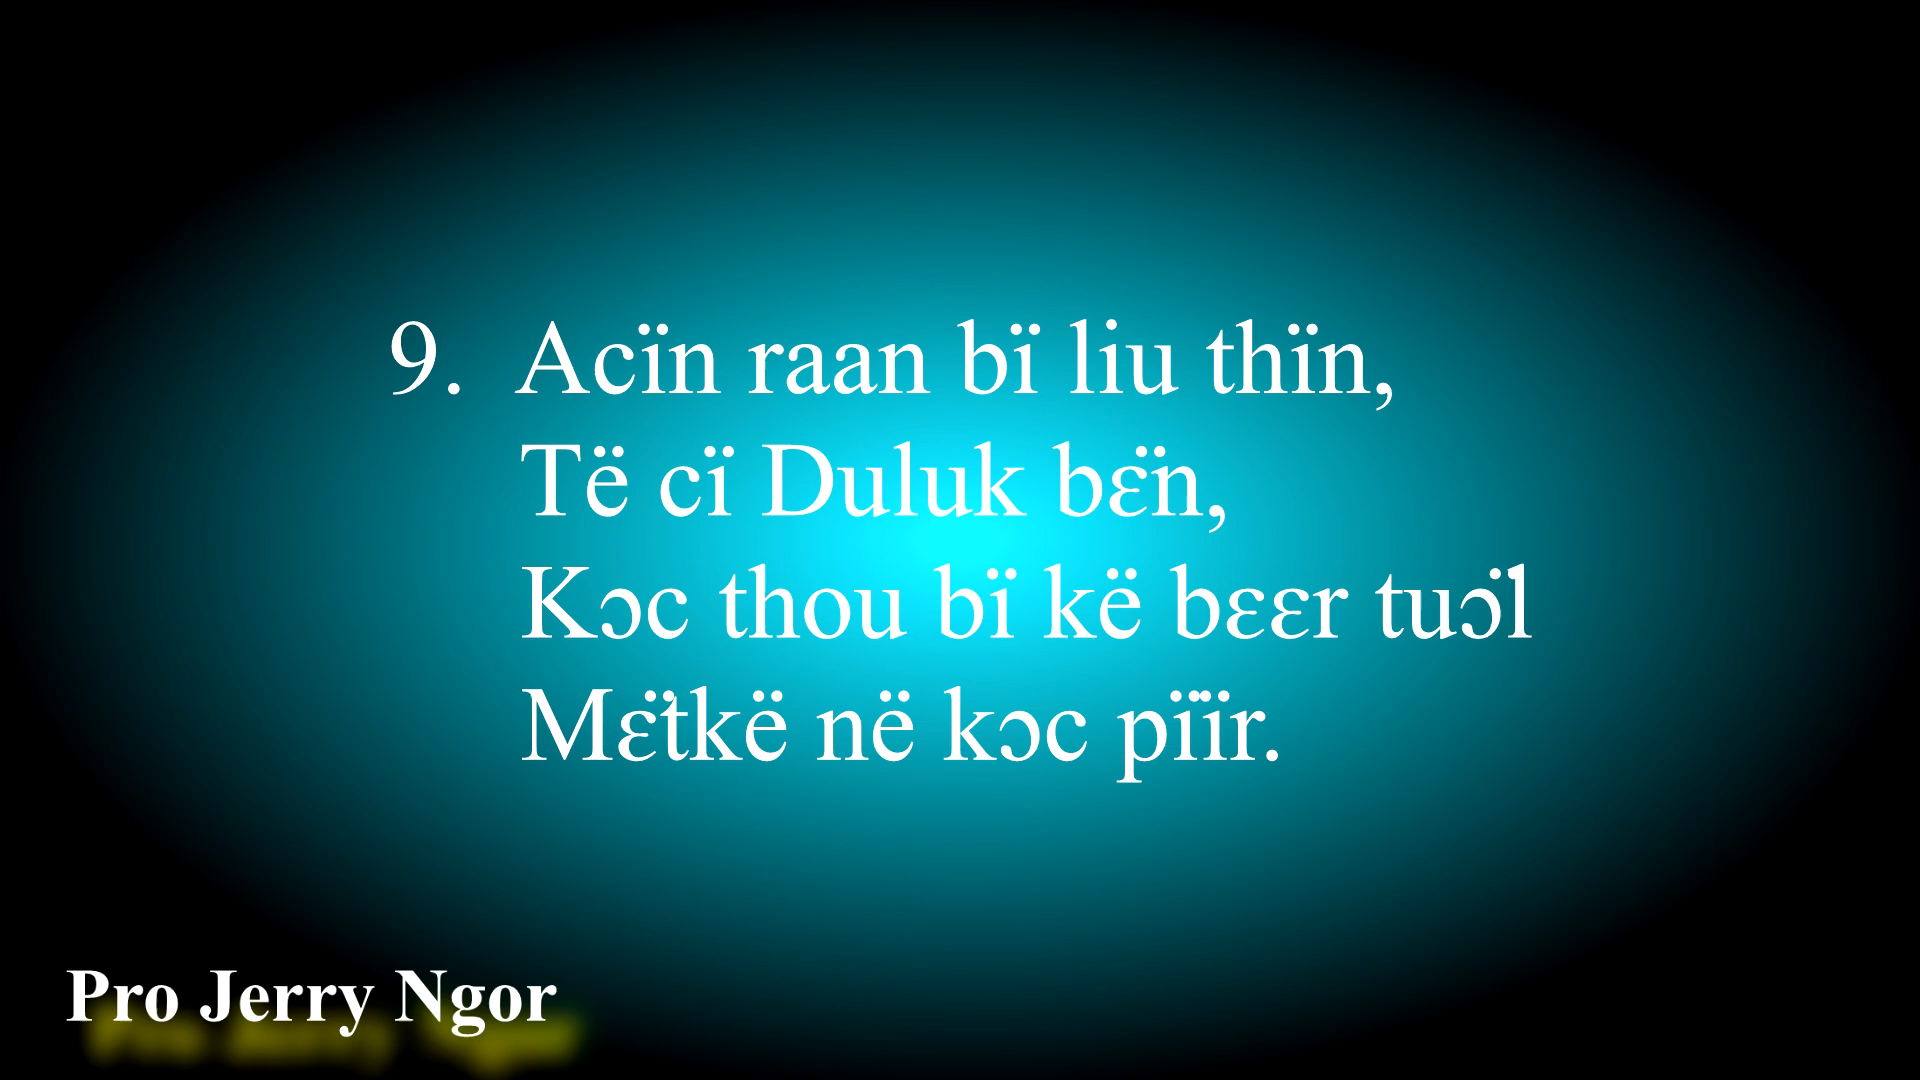 9. Acïn raan bï liu thïn,
Të cï Duluk bɛ̈n,
Kɔc thou bï kë bɛɛr tuɔ̈l
Mɛ̈tkë në kɔc pïïr.
Pro Jerry Ngor